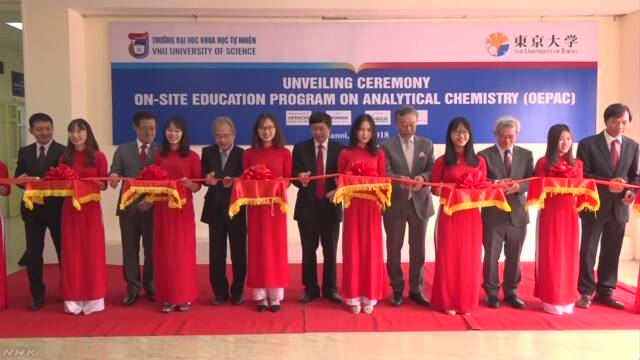 TRƯỜNG ĐẠI HỌC KHOA HỌC TỰ NHIÊN
VNU UNIVERSITY OF SCIENCE
東京大学
THE UNIVERSITY OF TOKYO
UNVEILING CEREMONY
ON-SITE EDUCATION PROGRAM ON ANALYTICAL CHEMISTRY (OEPAC)
HITACHI
2018
NHK